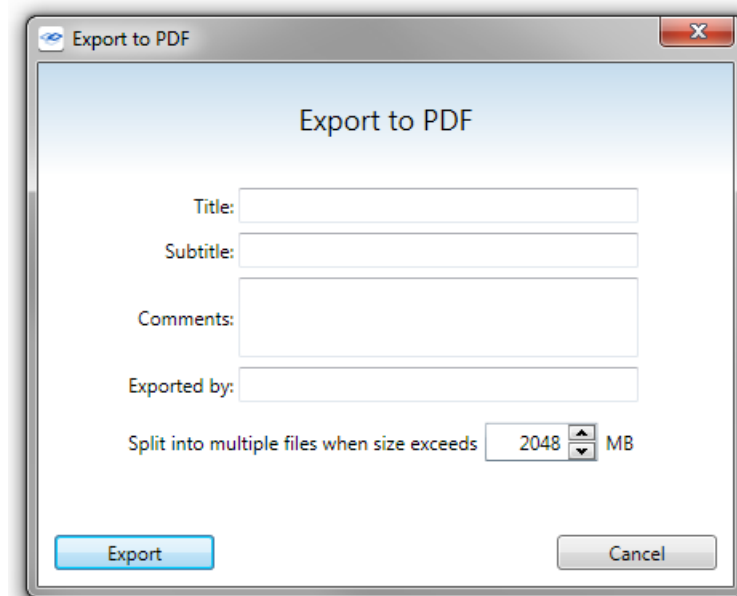 Export to PDF
Export to PDF
Title:
Subtitle:
Comments:
Exported by:
Split into multiple files when size exceeds 2048 MB
Export Cancel